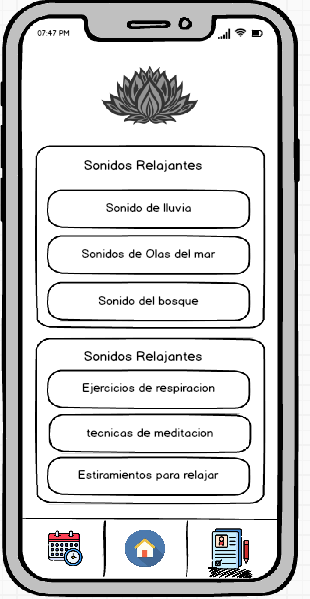 07:47 PM
Sonidos Relajantes
Sonido de lluvia
Sonidos de Olas del mar
Sonido del bosque
Sonidos Relajantes
Ejercicios de respiracion
tecnicas de meditacion
Estiramientos para relajar